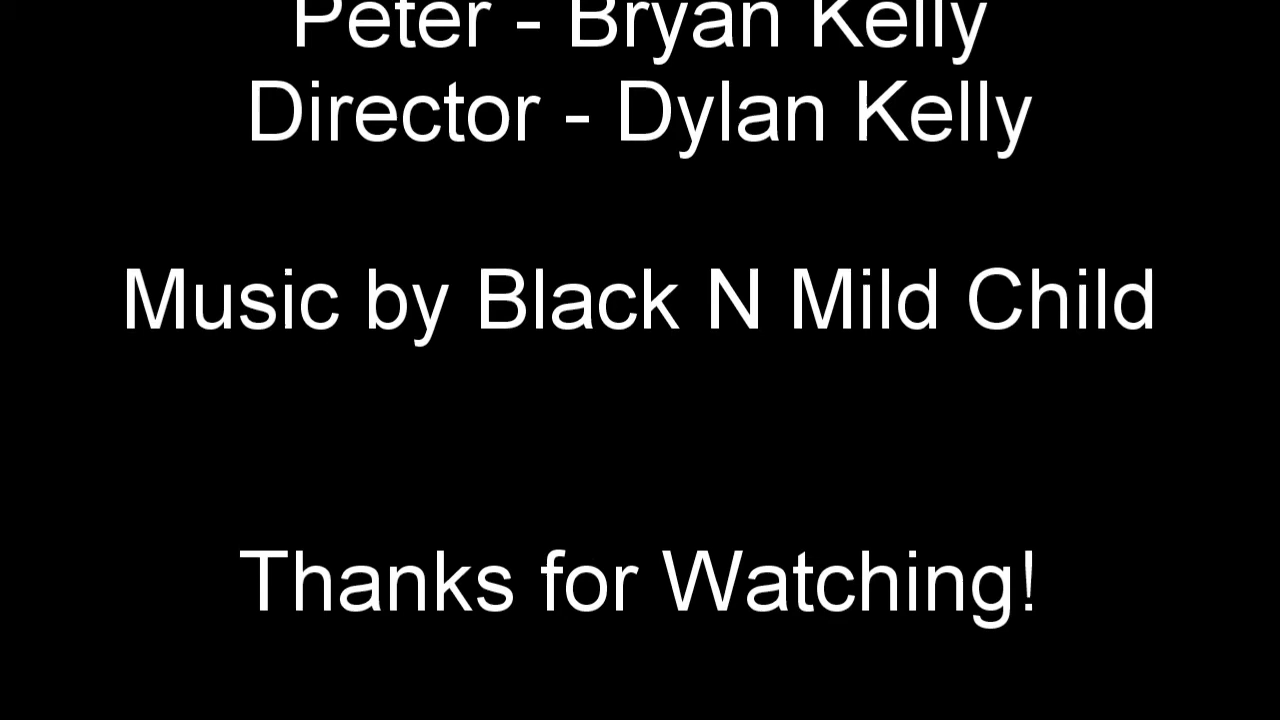 Peter - Bryan Kelly
Director - Dylan Kelly
Music by Black N Mild Child
Thanks for Watching!